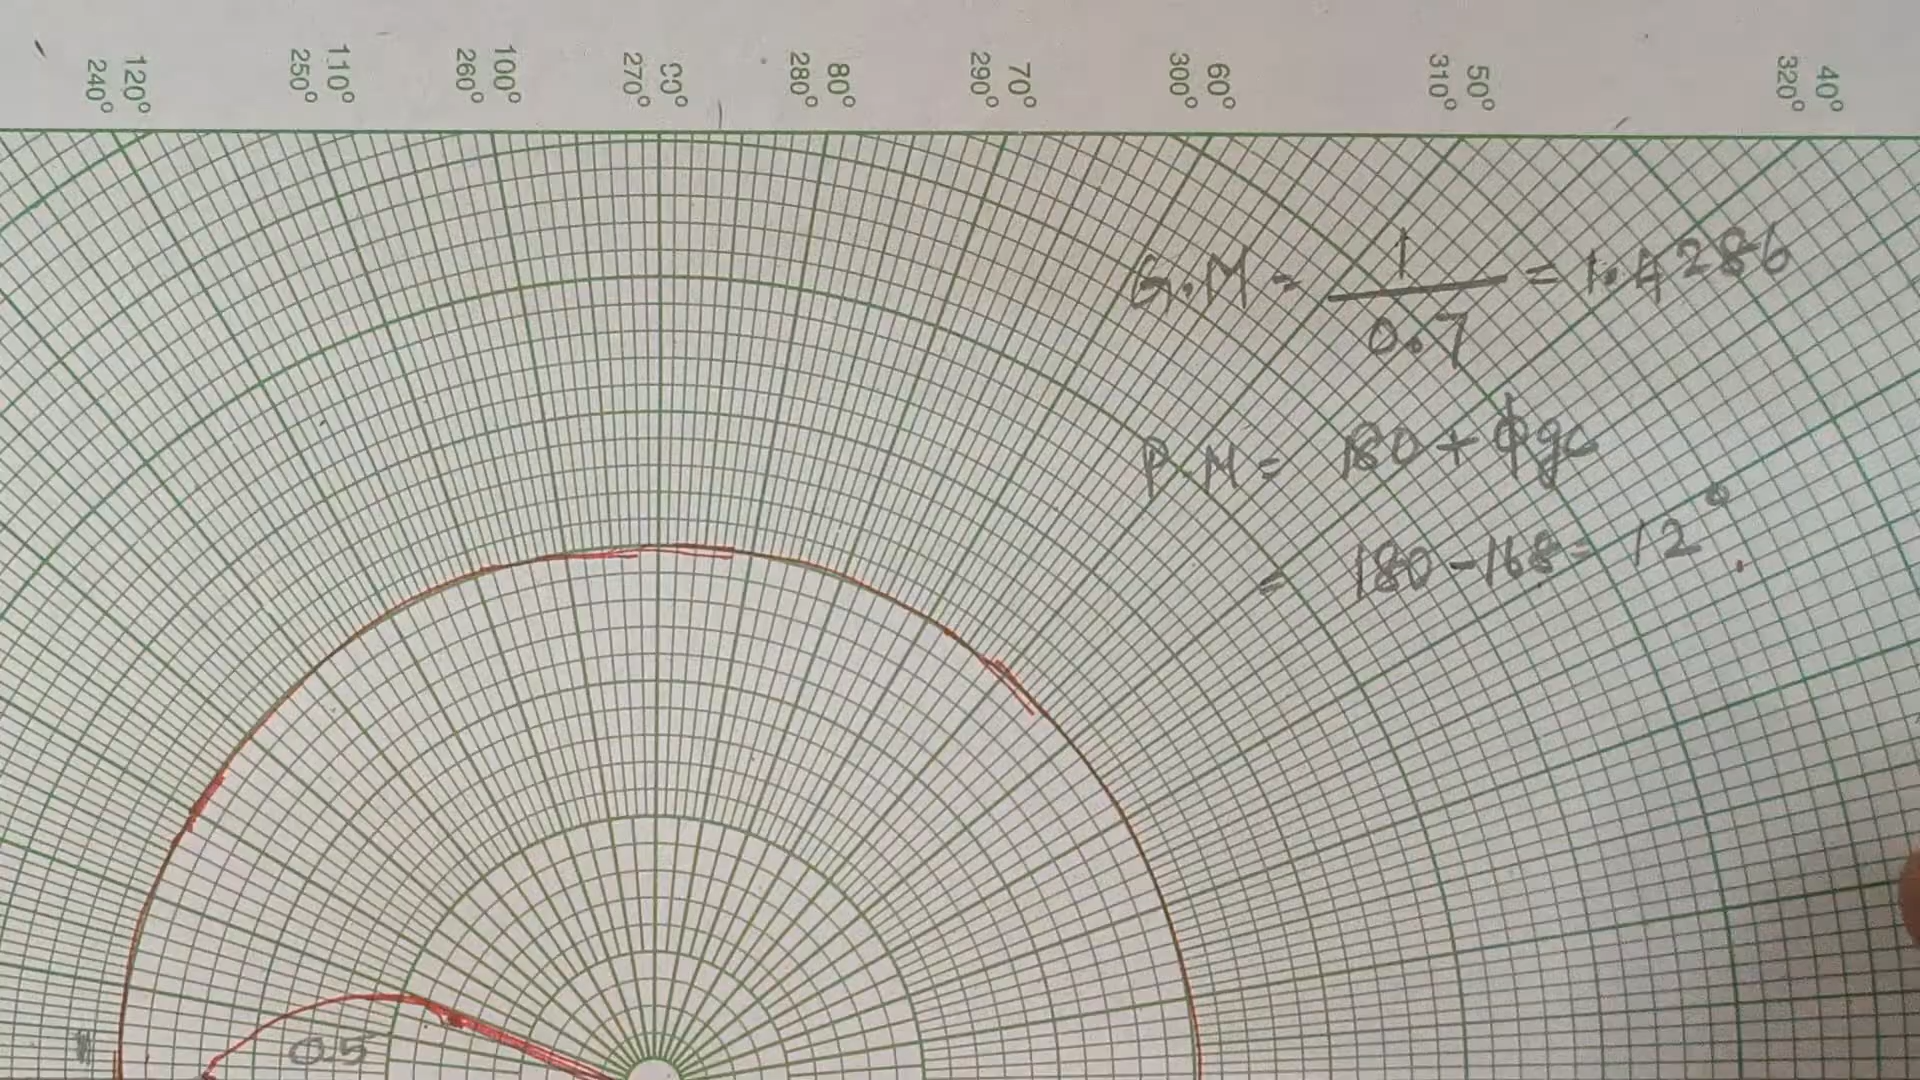 120° 110° 100° 90° 80° 70° 60° 50° 40°
240° 250° 260° 270° 280° 290° 300° 310° 320°
G.M = 1 / 0.7 = 1.4286
P.M = 180 + φgc
= 180 - 168 = 12°.
0.5